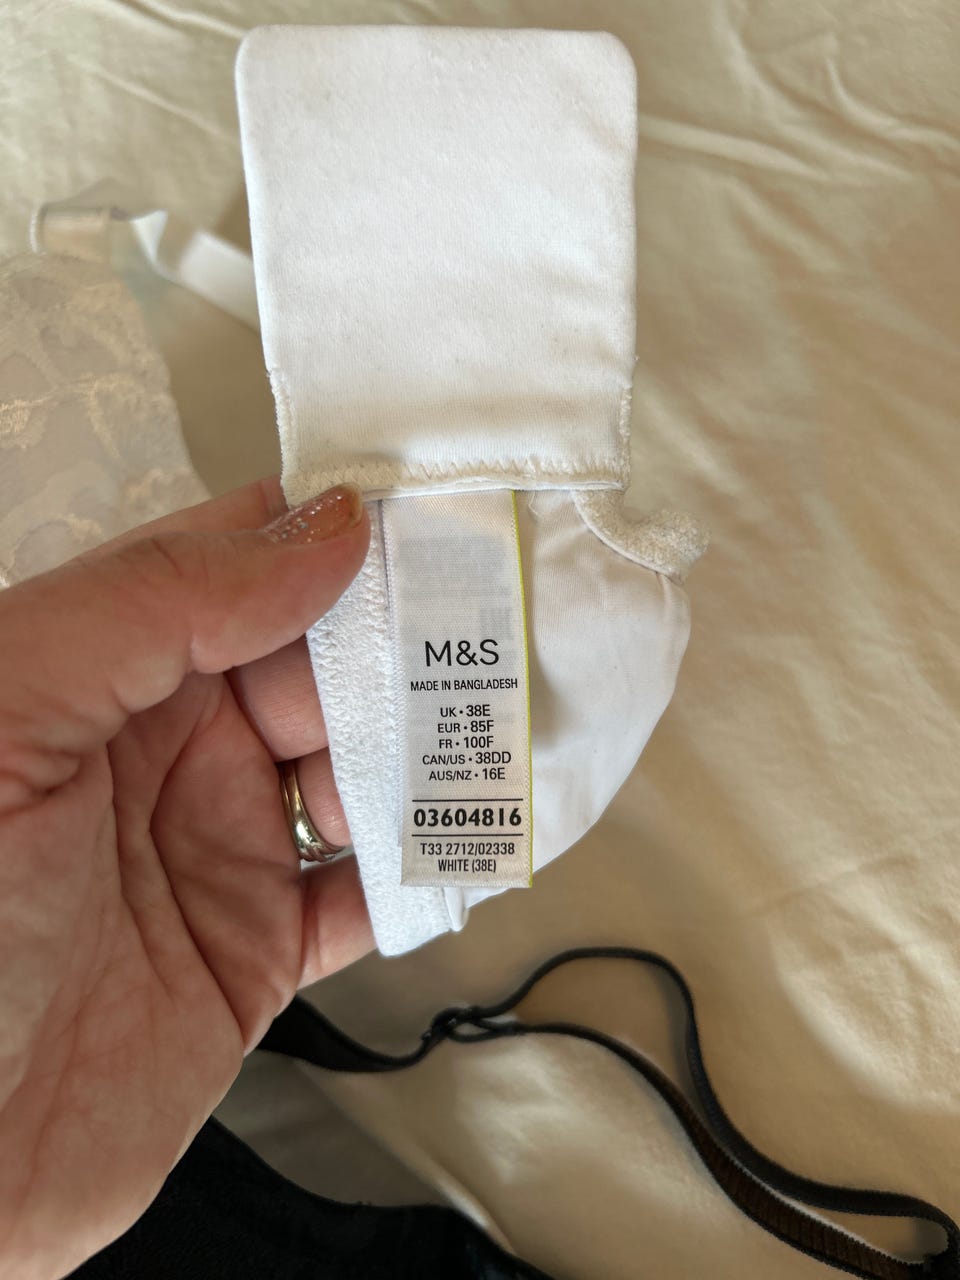 M&S
MADE IN BANGLADESH
UK • 38E
EUR • 85F
FR • 100F
CAN/US • 38DD
AUS/NZ • 16E
03604816
T33 2712/02338
WHITE (38E)